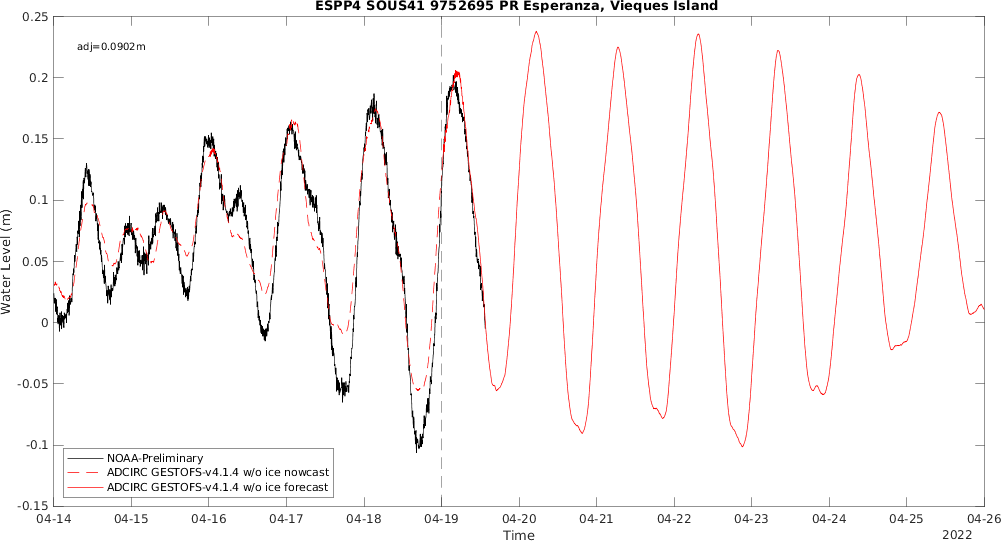 ESPP4 SOUS41 9752695 PR Esperanza, Vieques Island
adj=0.0902m
0.25
0.2
0.15
0.1
0.05
0
-0.05
-0.1
-0.15
Water Level (m)
NOAA-Preliminary
ADCIRC GESTOFS-v4.1.4 w/o ice nowcast
ADCIRC GESTOFS-v4.1.4 w/o ice forecast
04-14 04-15 04-16 04-17 04-18 04-19 04-20 04-21 04-22 04-23 04-24 04-25 04-26
Time
2022